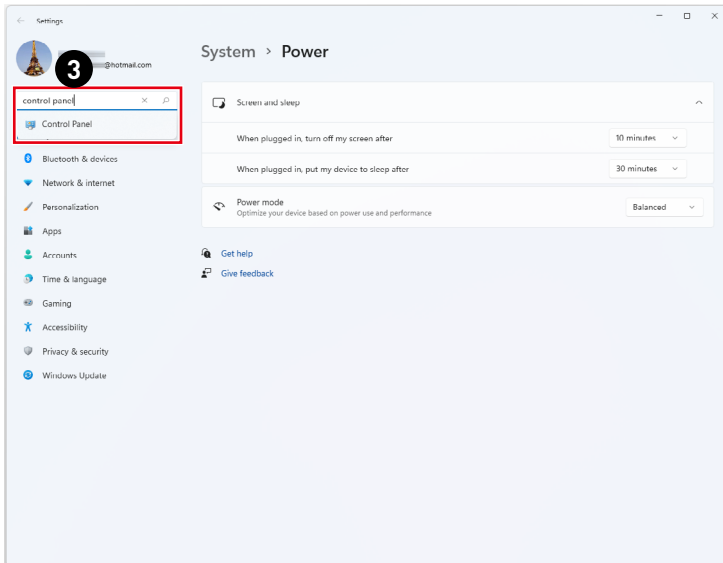 Settings
3
@hotmail.com
System > Power
control panel
Control Panel
Screen and sleep
When plugged in, turn off my screen after
10 minutes
When plugged in, put my device to sleep after
30 minutes
Power mode
Optimize your device based on power use and performance
Balanced
Get help
Give feedback
Bluetooth & devices
Network & internet
Personalization
Apps
Accounts
Time & language
Gaming
Accessibility
Privacy & security
Windows Update